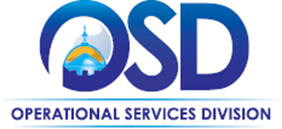 OSD
OPERATIONAL SERVICES DIVISION